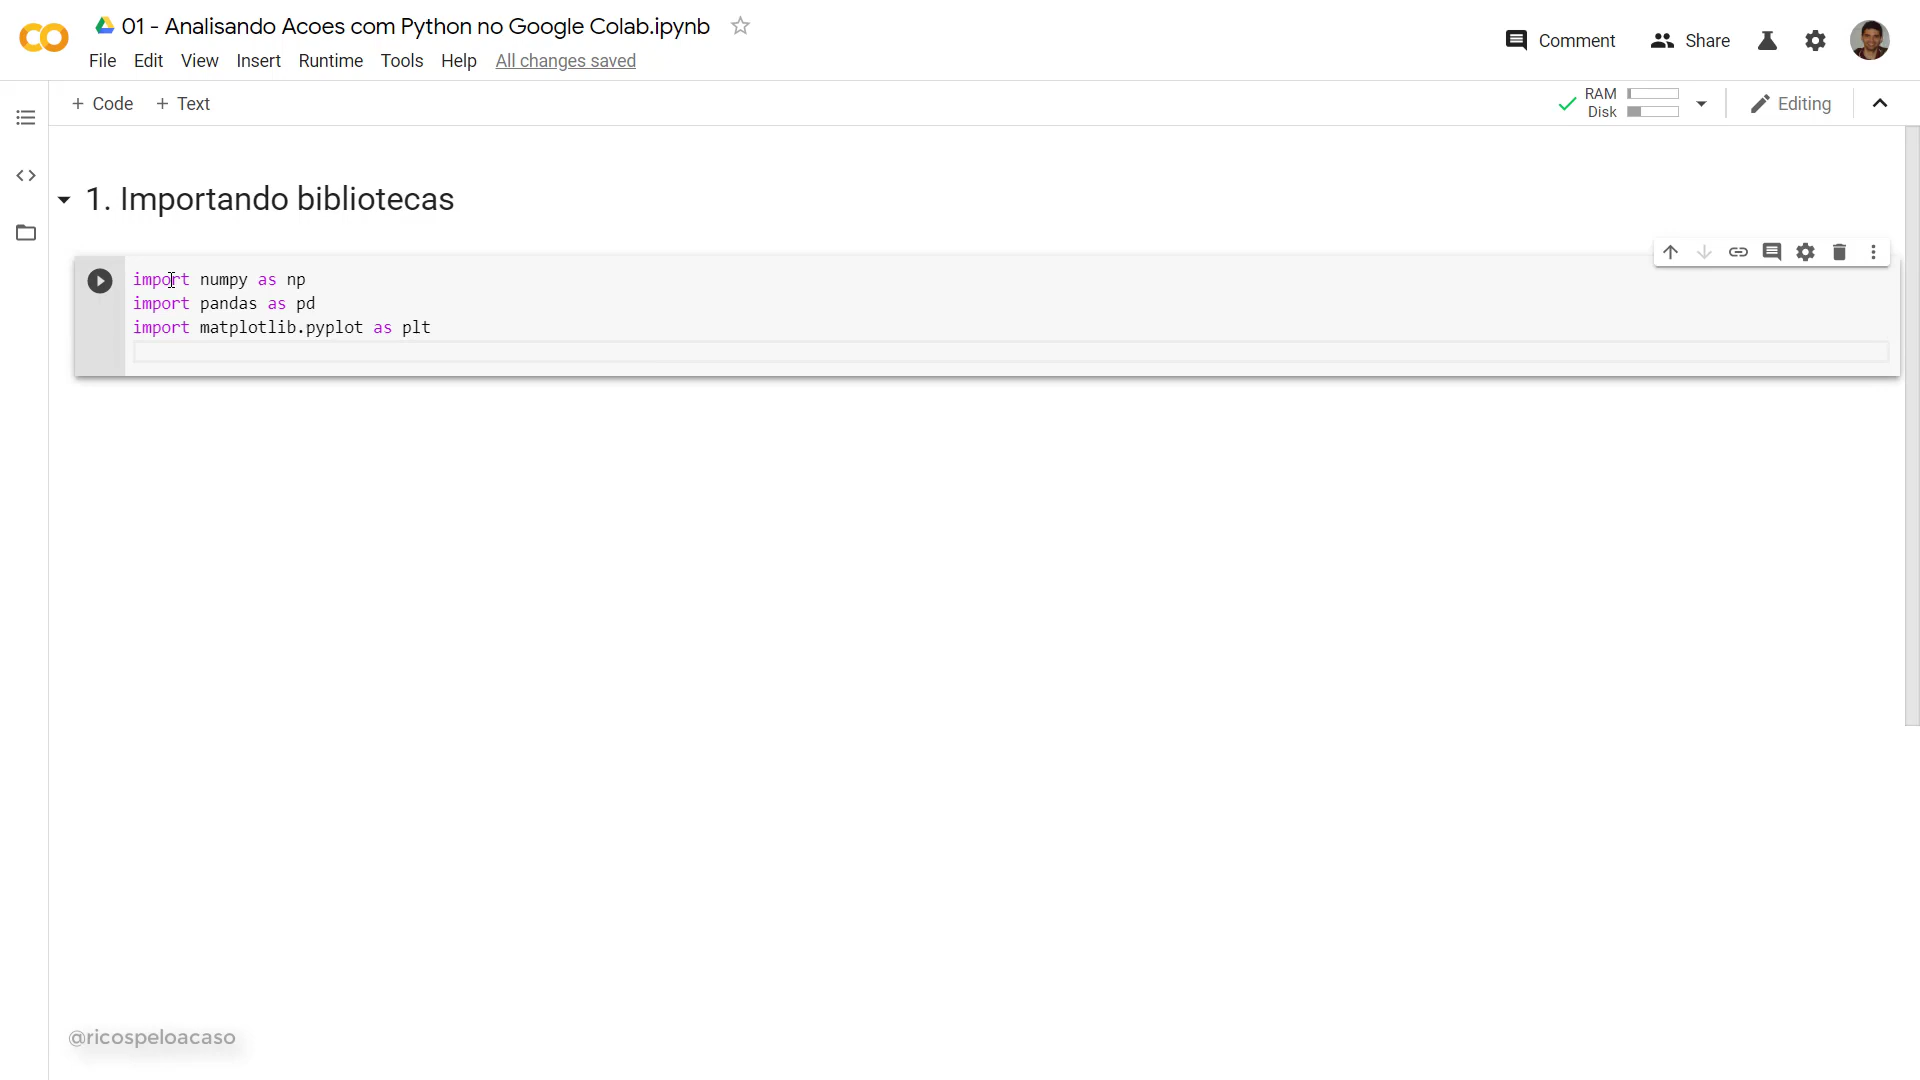 01 - Analisando Acoes com Python no Google Colab.ipynb
File Edit View Insert Runtime Tools Help All changes saved
Comment Share
+ Code + Text
RAM
Disk
Editing
1. Importando bibliotecas
import numpy as np
import pandas as pd
import matplotlib.pyplot as plt
@ricospeloacaso